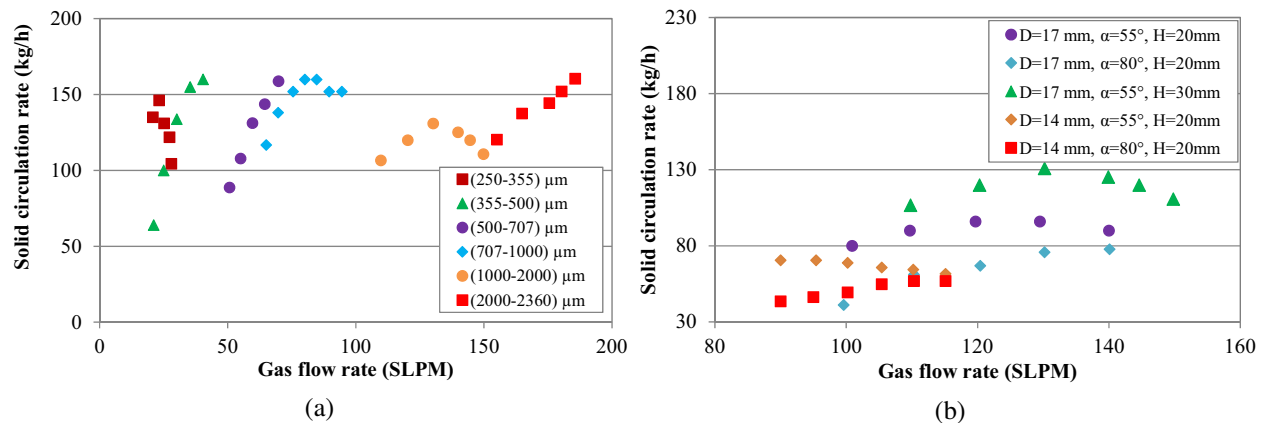 200
150
100
50
0
Solid circulation rate (kg/h)
(250-355) µm
(355-500) µm
(500-707) µm
(707-1000) µm
(1000-2000) µm
(2000-2360) µm
0 50 100 150 200
Gas flow rate (SLPM)
(a)
230
180
130
80
30
Solid circulation rate (kg/h)
D=17 mm, α=55°, H=20mm
D=17 mm, α=80°, H=20mm
D=17 mm, α=55°, H=30mm
D=14 mm, α=55°, H=20mm
D=14 mm, α=80°, H=20mm
80 100 120 140 160
Gas flow rate (SLPM)
(b)